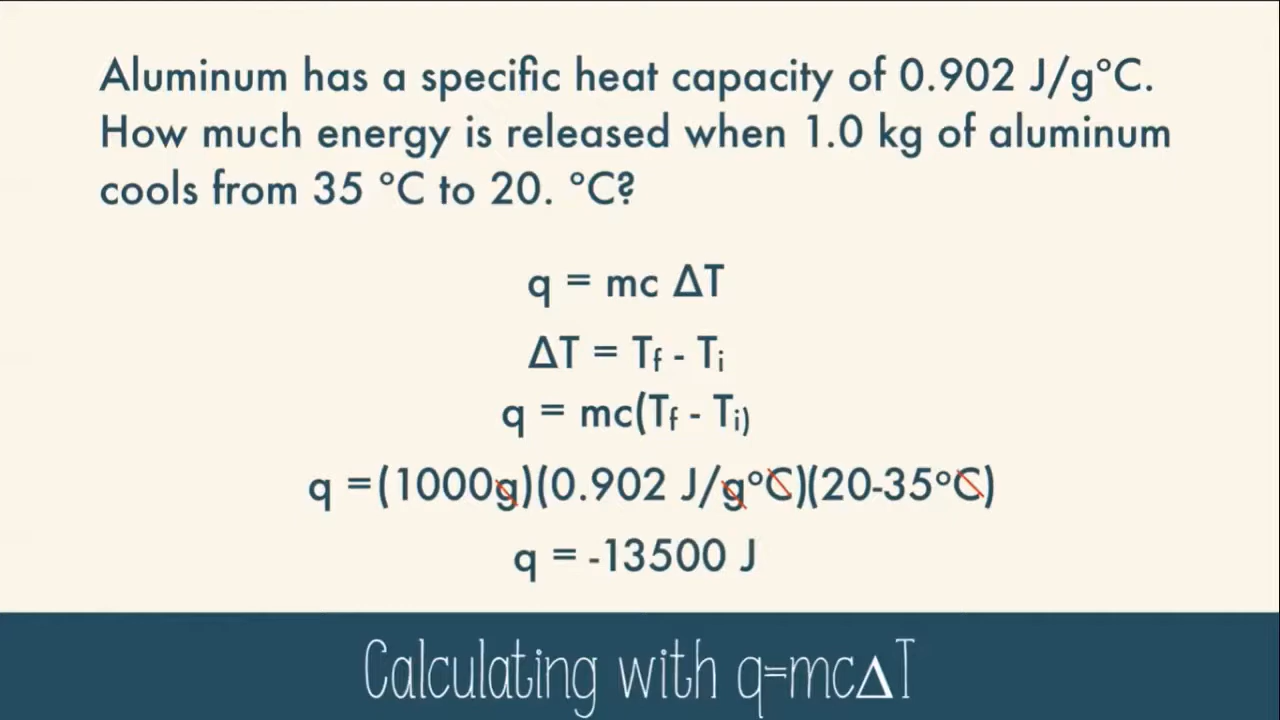 Aluminum has a specific heat capacity of 0.902 J/g°C.
How much energy is released when 1.0 kg of aluminum
cools from 35 °C to 20. °C?
q = mc ΔT
ΔT = Tf - Ti
q = mc(Tf - Ti)
q =(1000g)(0.902 J/g°C)(20-35°C)
q = -13500 J
Calculating with q=mcΔT